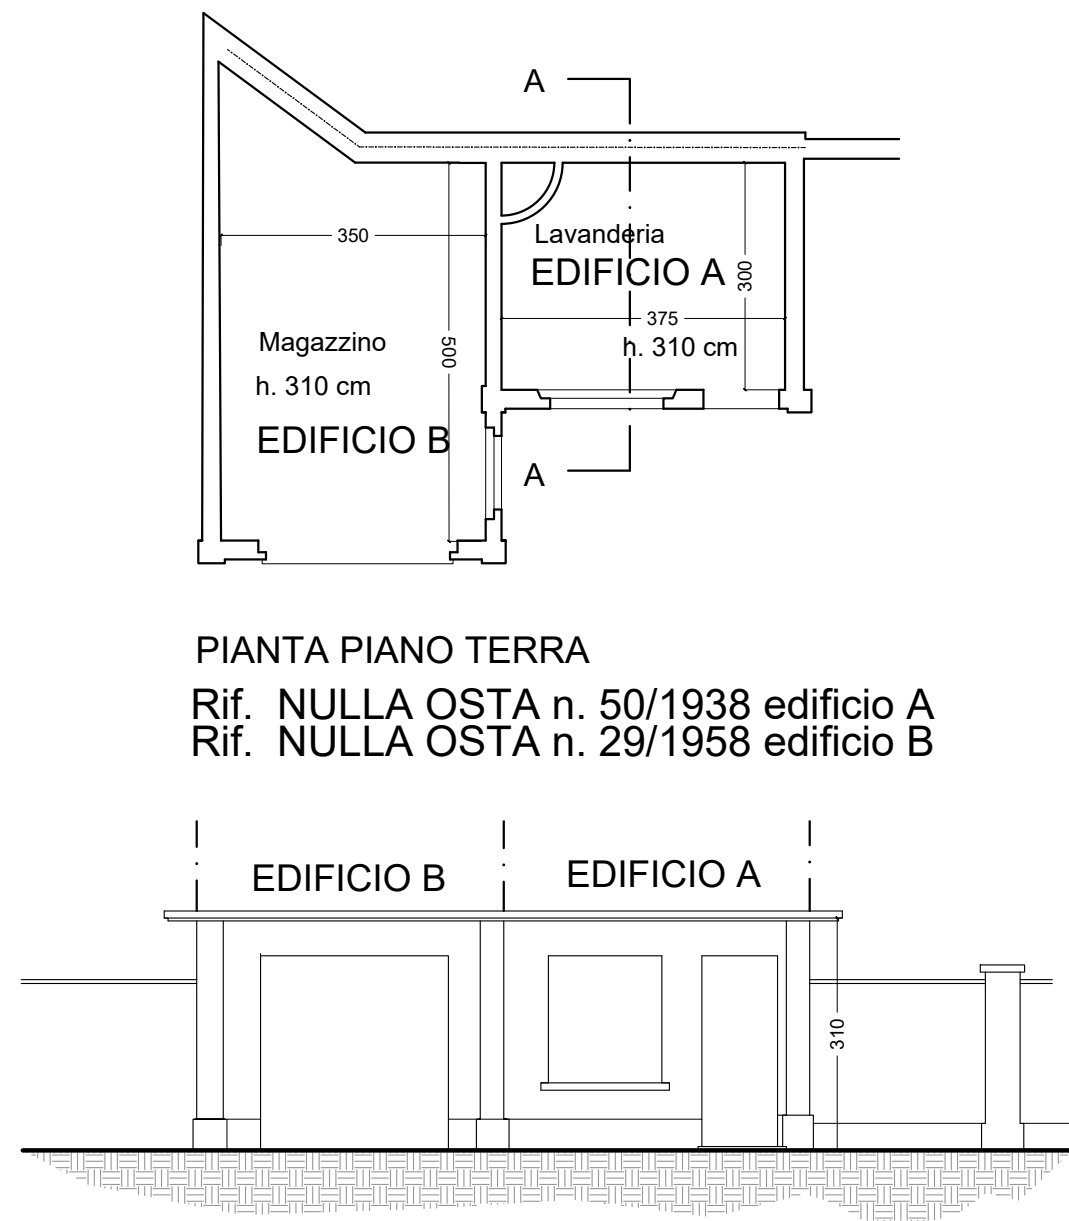 A
Lavanderia
350
EDIFICIO A
300
375
Magazzino
h. 310 cm
500
h. 310 cm
EDIFICIO B
A
PIANTA PIANO TERRA
Rif. NULLA OSTA n. 50/1938 edificio A
Rif. NULLA OSTA n. 29/1958 edificio B
EDIFICIO B
EDIFICIO A
310